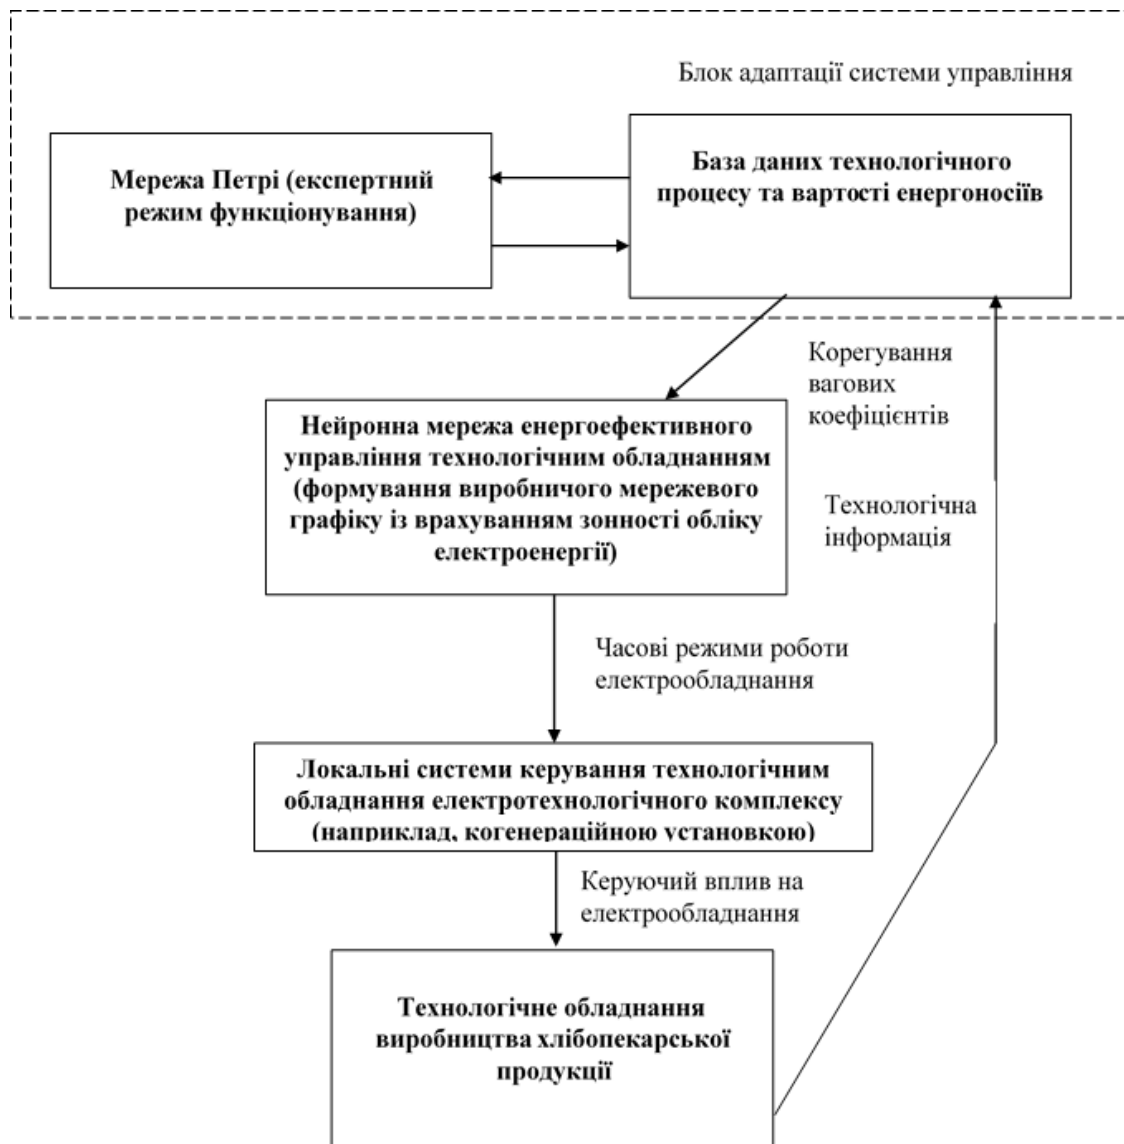 Блок адаптації системи управління
Мережа Петрі (експертний
режим функціонування)
База даних технологічного
процесу та вартості енергоносіїв
Корегування
вагових
коефіцієнтів
Нейронна мережа енергоефективного
управління технологічним обладнанням
(формування виробничого мережевого
графіку із врахуванням зонності обліку
електроенергії)
Технологічна
інформація
Часові режими роботи
електрообладнання
Локальні системи керування технологічним
обладнання електротехнологічного комплексу
(наприклад, когенераційною установкою)
Керуючий вплив на
електрообладнання
Технологічне обладнання
виробництва хлібопекарської
продукції